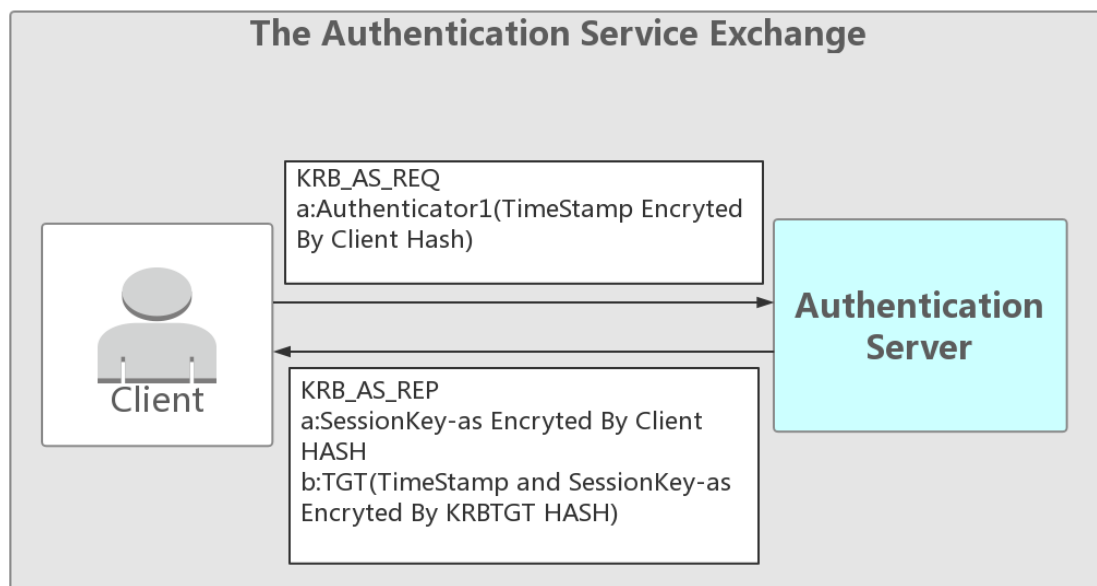 The Authentication Service Exchange
KRB_AS_REQ
a:Authenticator1(TimeStamp Encryted
By Client Hash)
Client
Authentication
Server
KRB_AS_REP
a:SessionKey-as Encryted By Client
HASH
b:TGT(TimeStamp and SessionKey-as
Encryted By KRBTGT HASH)